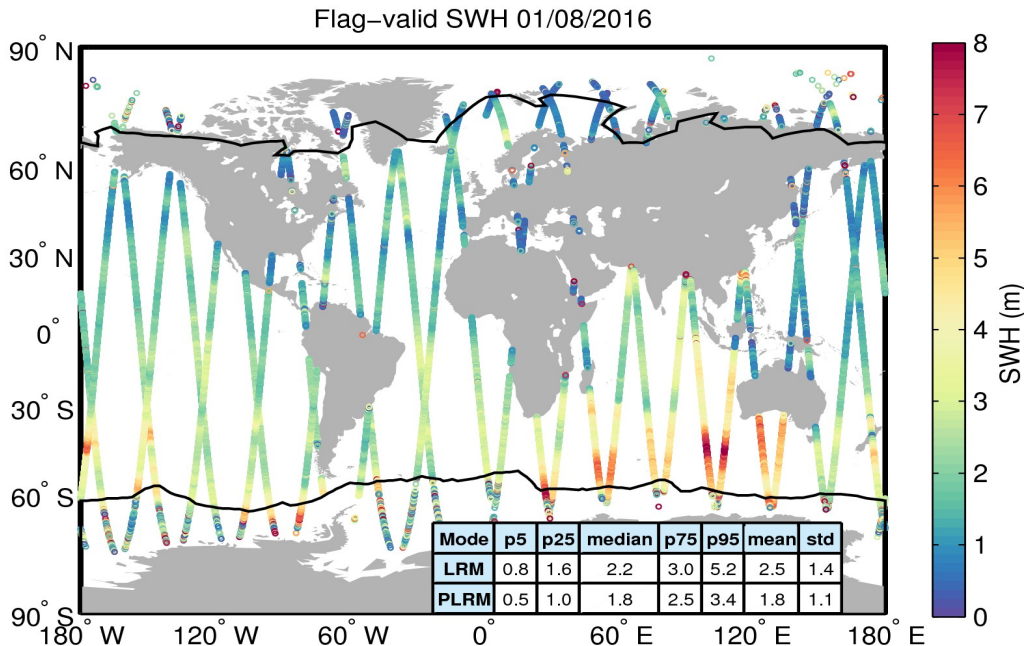 Flag−valid SWH 01/08/2016
90° N
60° N
30° N
0°
30° S
60° S
90° S
180° W
120° W
60° W
0°
60° E
120° E
180° E
Mode p5 p25 median p75 p95 mean std
LRM 0.8 1.6 2.2 3.0 5.2 2.5 1.4
PLRM 0.5 1.0 1.8 2.5 3.4 1.8 1.1
8
7
6
5
4
3
2
1
0
SWH (m)